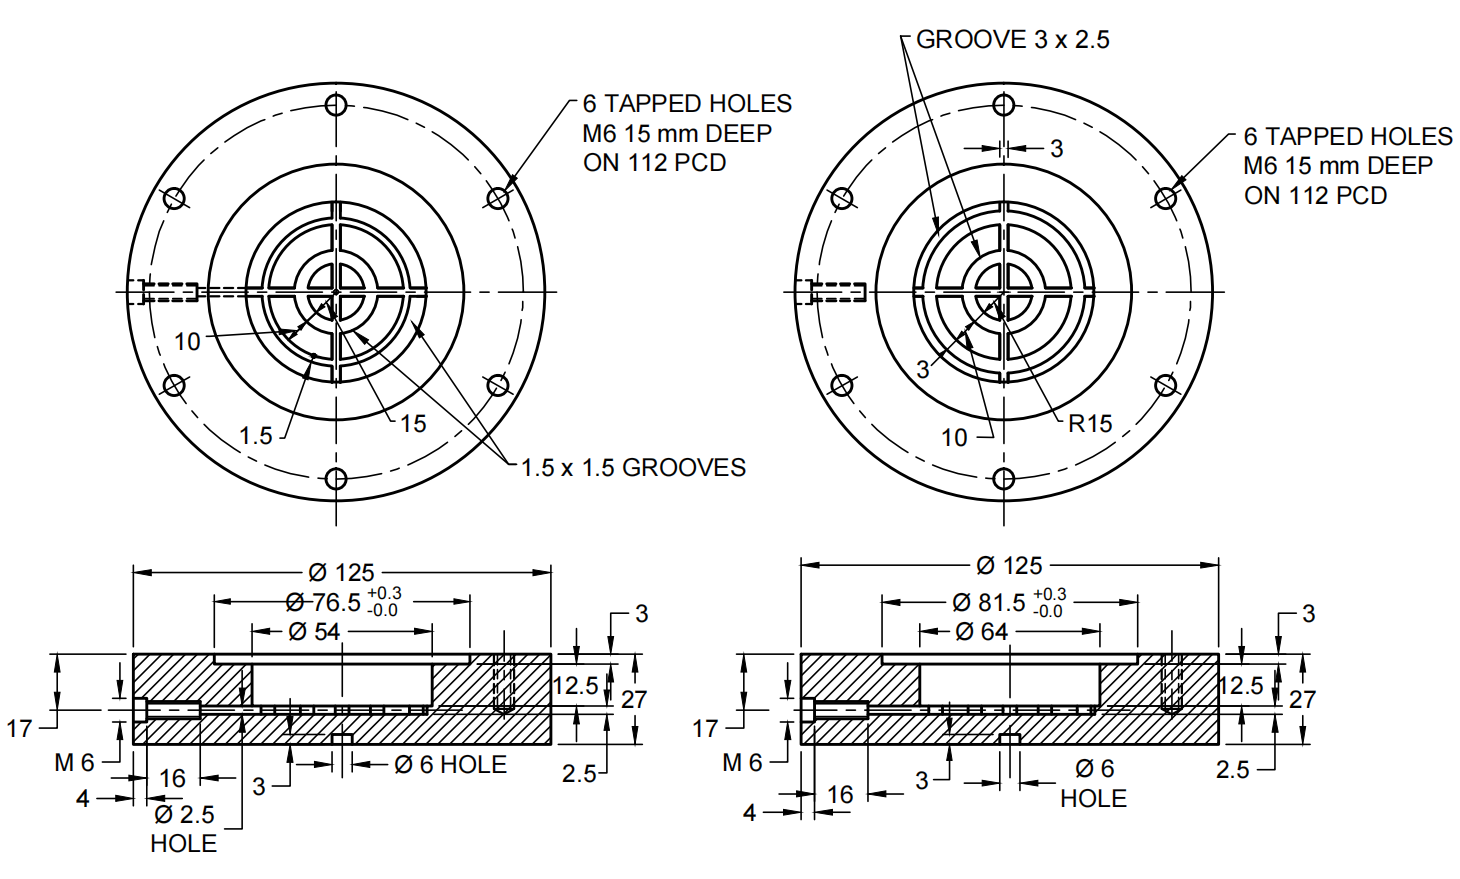 GROOVE 3 x 2.5
6 TAPPED HOLES
M6 15 mm DEEP
ON 112 PCD
3
6 TAPPED HOLES
M6 15 mm DEEP
ON 112 PCD
10
1.5
15
1.5 x 1.5 GROOVES
3
10
R15
Ø 125
Ø 76.5 +0.3
-0.0
Ø 54
3
12.5
27
17
M 6
16
4
Ø 2.5
HOLE
3
Ø 6 HOLE
2.5
Ø 125
Ø 81.5 +0.3
-0.0
Ø 64
3
12.5
27
17
M 6
16
4
3
Ø 6
HOLE
2.5